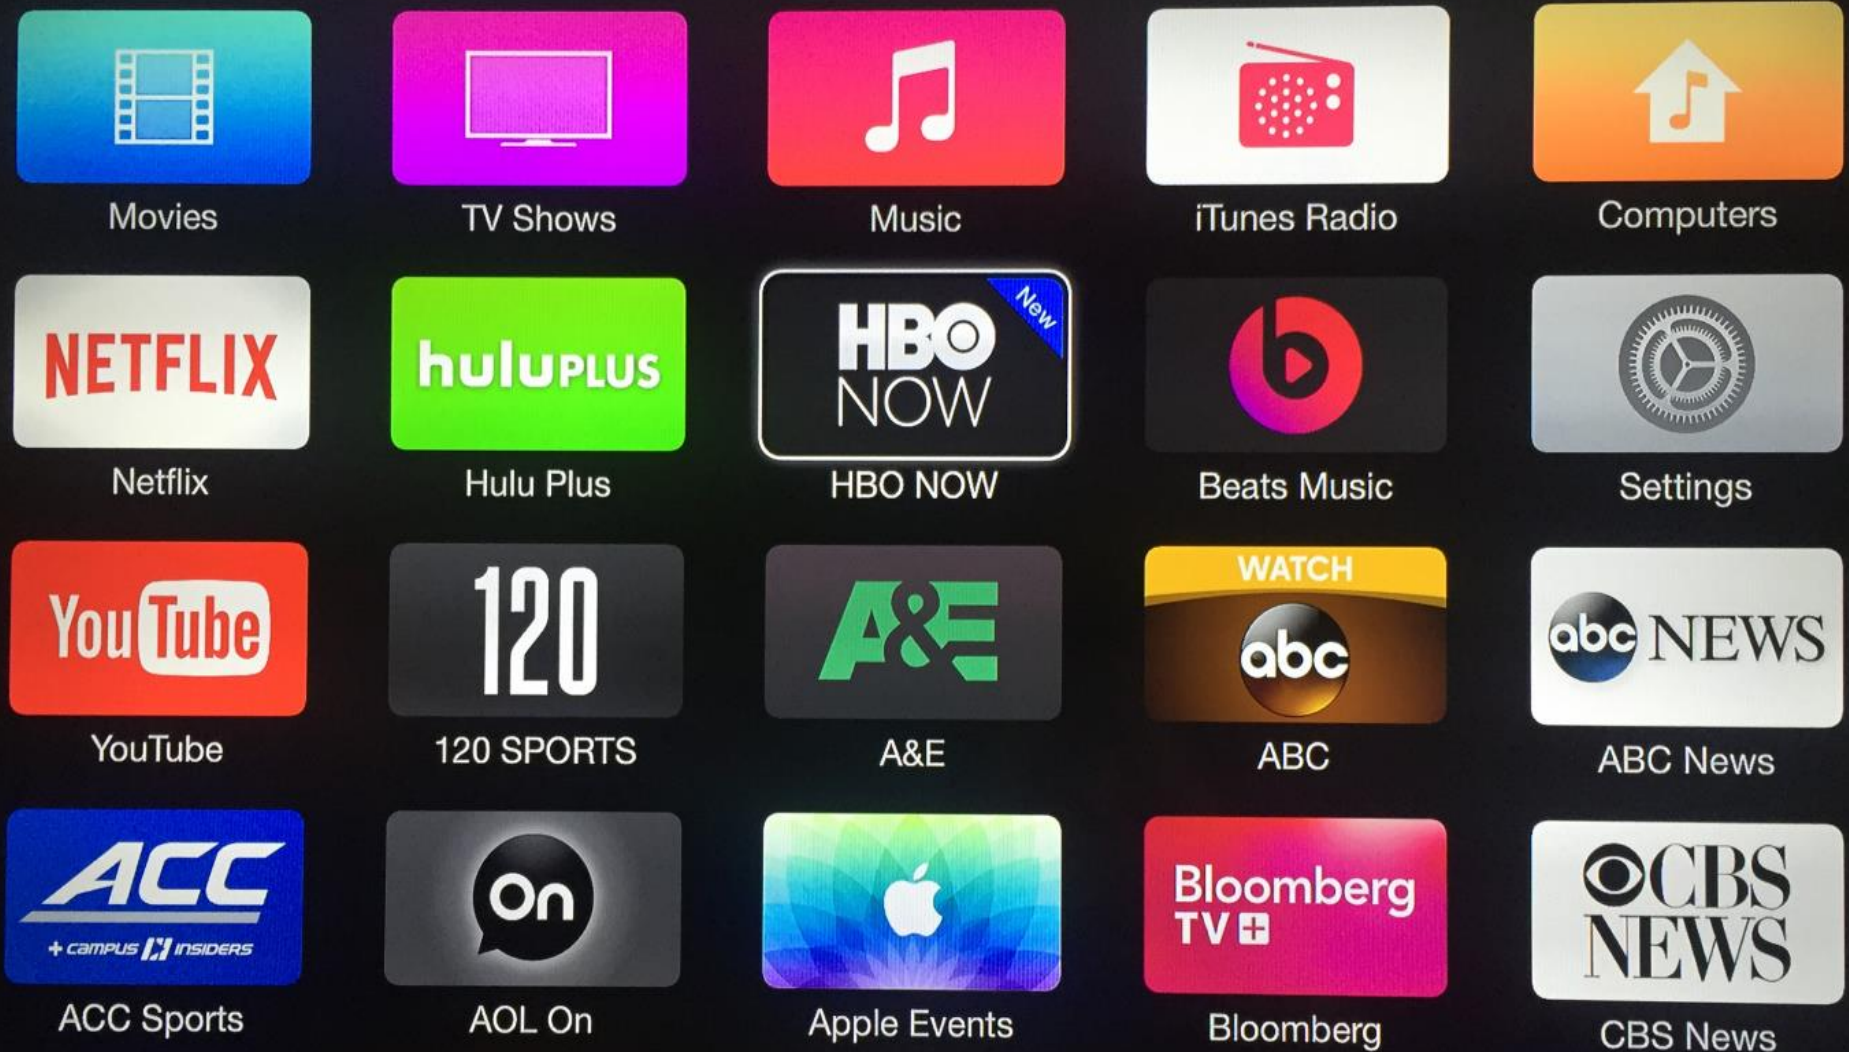 Movies
TV Shows
Music
iTunes Radio
Computers
NETFLIX
huluPLUS
New
HBO
NOW
Netflix
Hulu Plus
HBO NOW
Beats Music
Settings
YouTube
120
A&E
WATCH
abc
abc NEWS
YouTube
120 SPORTS
A&E
ABC
ABC News
ACC
+ CAMPUS INSIDERS
On
Bloomberg
TV+
CBS
NEWS
ACC Sports
AOL On
Apple Events
Bloomberg
CBS News